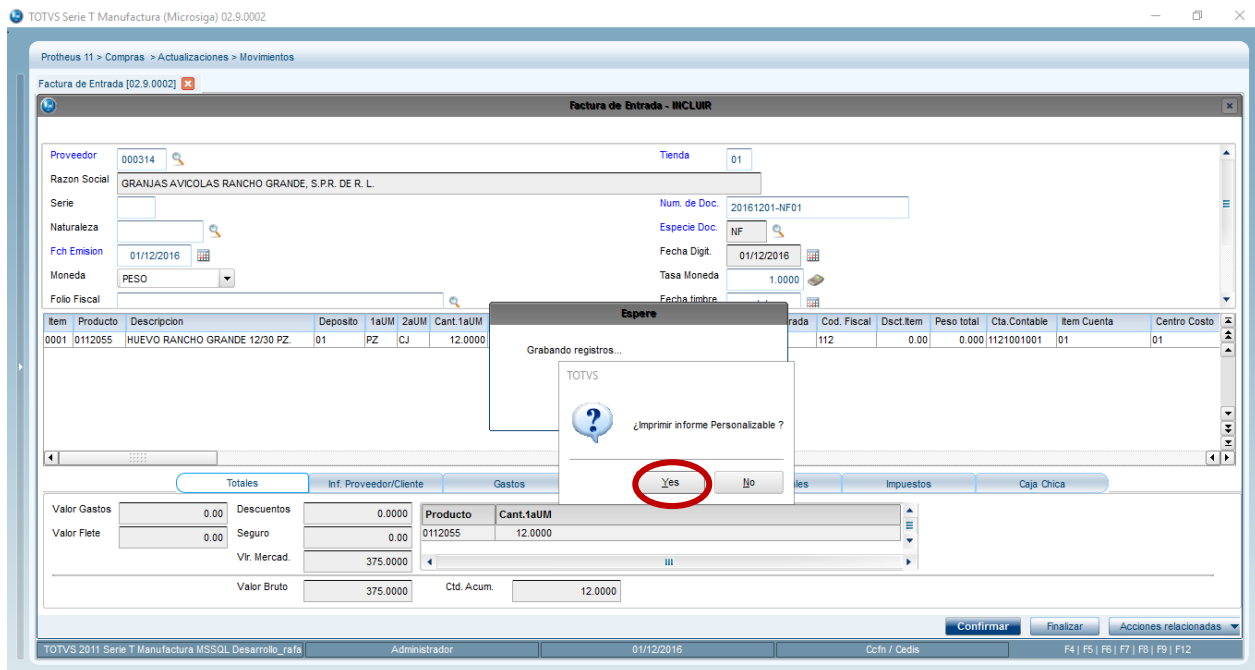 TOTVS Serie T Manufactura (Microsiga) 02.9.0002
Protheus 11 > Compras > Actualizaciones > Movimientos
Factura de Entrada [02.9.0002]
Factura de Entrada - INCLUIR
Proveedor 000314 Tienda 01
Razon Social GRANJAS AVICOLAS RANCHO GRANDE, S.P.R. DE R. L.
Serie Num. de Doc. 20161201-NF01
Naturaleza Especie Doc. NF
Fch Emision 01/12/2016 Fecha Digit. 01/12/2016
Moneda PESO Tasa Moneda 1.0000
Folio Fiscal Fecha timbre
Item Producto Descripcion Deposito 1aUM 2aUM Cant.1aUM rada Cod. Fiscal Dsct.Item Peso total Cta.Contable Item Cuenta Centro Costo
0001 0112055 HUEVO RANCHO GRANDE 12/30 PZ. 01 PZ CJ 12.0000 112 0.00 0.000 1121001001 01 01
Espere
Grabando registros...
TOTVS
¿Imprimir informe Personalizable ?
Yes No
Totales Inf. Proveedor/Cliente Gastos les Impuestos Caja Chica
Valor Gastos 0.00 Descuentos 0.0000 Producto Cant.1aUM
Valor Flete 0.00 Seguro 0.00 0112055 12.0000
Vlr. Mercad. 375.0000
Valor Bruto 375.0000 Ctd. Acum. 12.0000
Confirmar Finalizar Acciones relacionadas
TOTVS 2011 Serie T Manufactura MSSQL Desarrollo_rafa Administrador 01/12/2016 Ccfn / Cedis F4 | F5 | F6 | F7 | F8 | F9 | F12